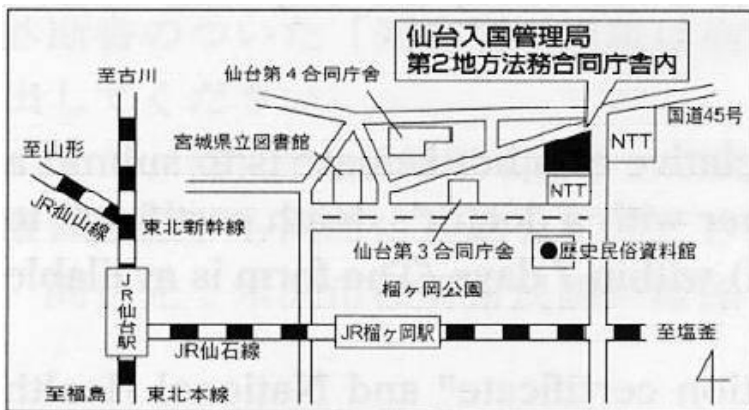 仙台入国管理局
第2地方法務合同庁舎内
至古川
仙台第4合同庁舎
国道45号
至山形
宮城県立図書館
NTT
NTT
JR仙山線
東北新幹線
仙台第3合同庁舎
●歴史民俗資料館
榴ヶ岡公園
JR仙台駅
JR榴ヶ岡駅
至塩釜
JR仙石線
至福島
東北本線